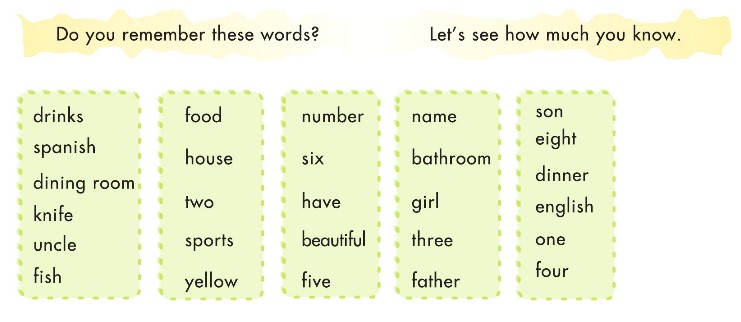 Do you remember these words? Let's see how much you know.
drinks
spanish
dining room
knife
uncle
fish
food
house
two
sports
yellow
number
six
have
beautiful
five
name
bathroom
girl
three
father
son
eight
dinner
english
one
four